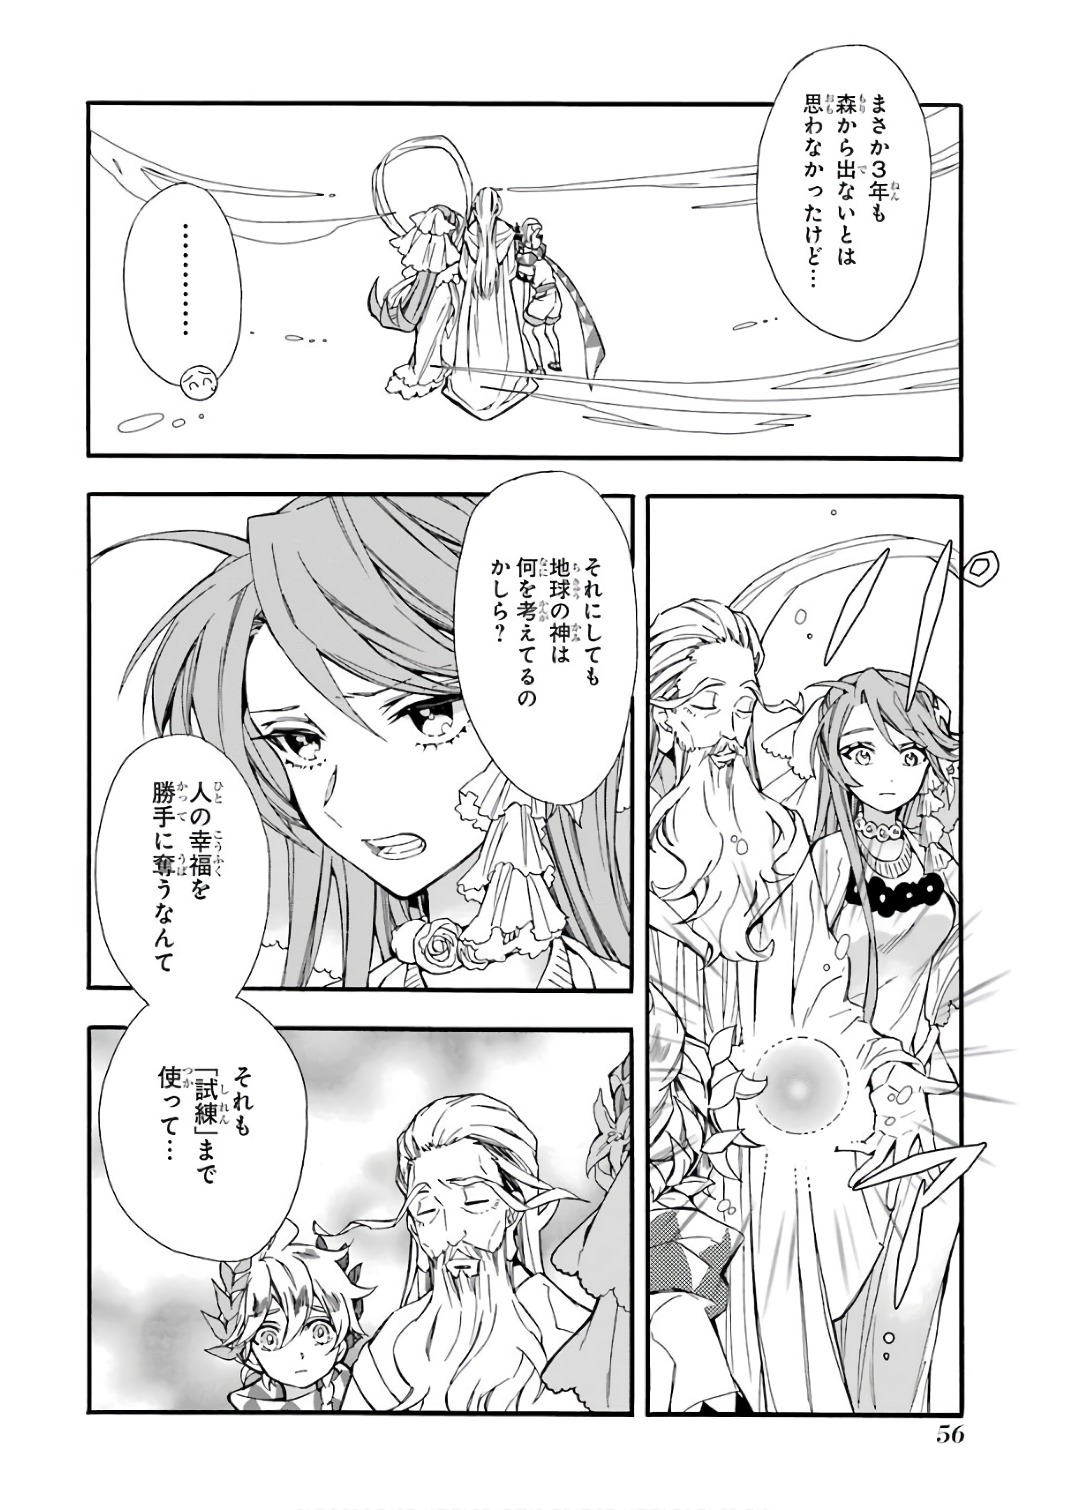 まさか3年も
森から出ないとは
思わなかったけど…
…………
それにしても
地球の神は
何を考えてるの
かしら?
人の幸福を
勝手に奪うなんて
それも
「試練」まで
使って…
56